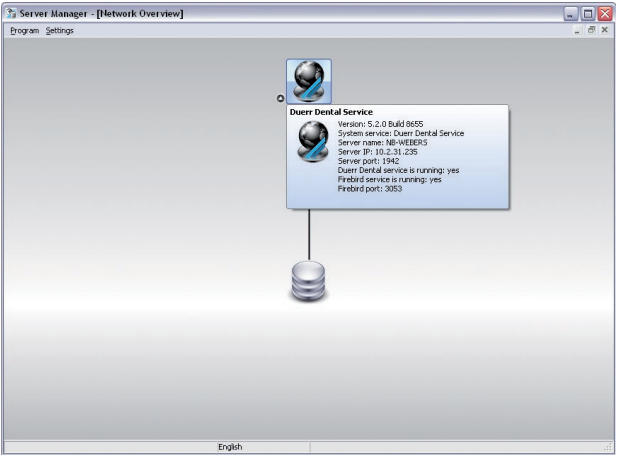 Server Manager - [Network Overview]
Program Settings
Duerr Dental Service
Version: 5.2.0 Build 8655
System service: Duerr Dental Service
Server name: NB-WEBERS
Server IP: 10.2.31.235
Server port: 1942
Duerr Dental service is running: yes
Firebird service is running: yes
Firebird port: 3053
English